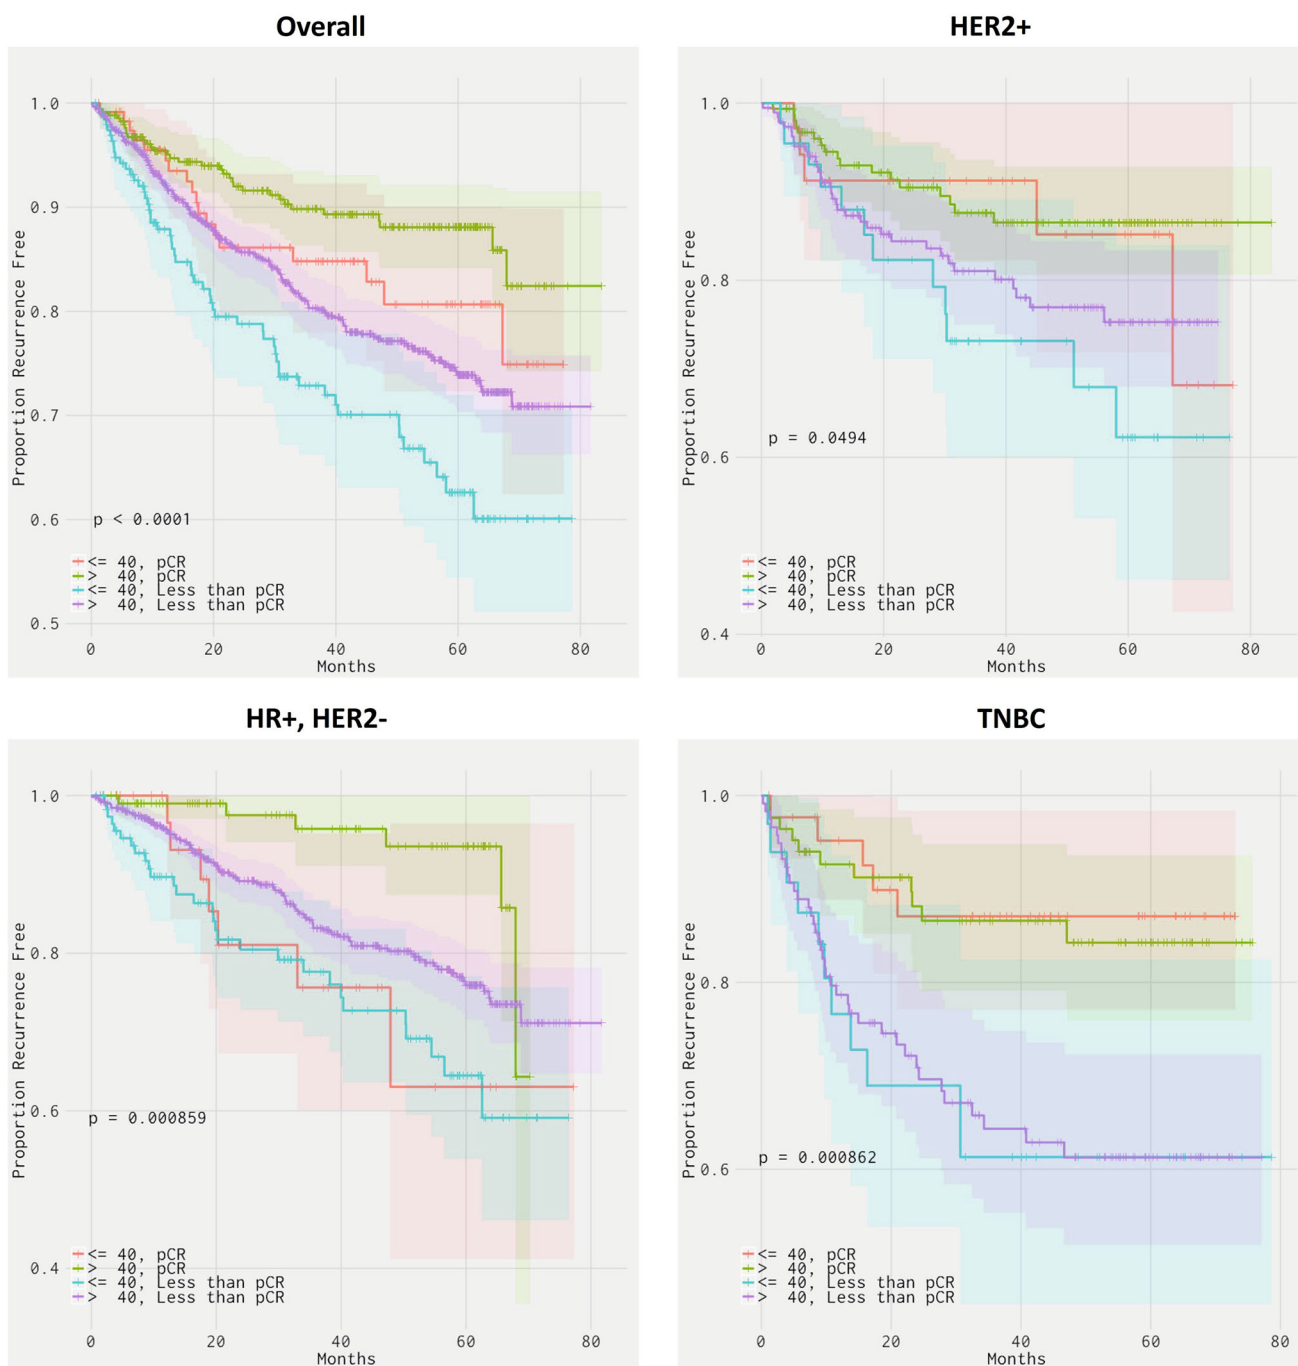 Overall
Proportion Recurrence Free
1.0
0.9
0.8
0.7
0.6
0.5
p < 0.0001
<= 40, pCR
> 40, pCR
<= 40, Less than pCR
> 40, Less than pCR
0 20 40 60 80
Months
HER2+
Proportion Recurrence Free
1.0
0.8
0.6
0.4
p = 0.0494
<= 40, pCR
> 40, pCR
<= 40, Less than pCR
> 40, Less than pCR
0 20 40 60 80
Months
HR+, HER2-
Proportion Recurrence Free
1.0
0.8
0.6
0.4
p = 0.000859
<= 40, pCR
> 40, pCR
<= 40, Less than pCR
> 40, Less than pCR
0 20 40 60 80
Months
TNBC
Proportion Recurrence Free
1.0
0.8
0.6
p = 0.000862
<= 40, pCR
> 40, pCR
<= 40, Less than pCR
> 40, Less than pCR
0 20 40 60 80
Months